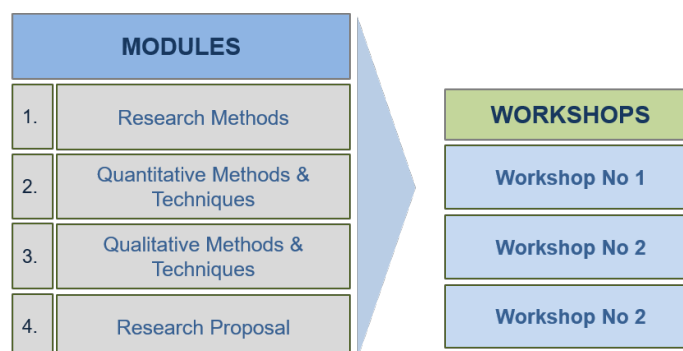 MODULES
1.
Research Methods
2.
Quantitative Methods &
Techniques
3.
Qualitative Methods &
Techniques
4.
Research Proposal
WORKSHOPS
Workshop No 1
Workshop No 2
Workshop No 2